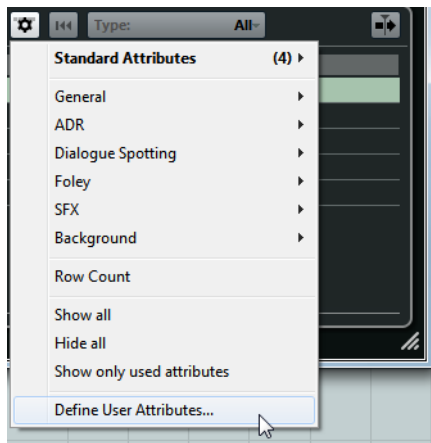 Type: All
Standard Attributes (4)
General
ADR
Dialogue Spotting
Foley
SFX
Background
Row Count
Show all
Hide all
Show only used attributes
Define User Attributes...